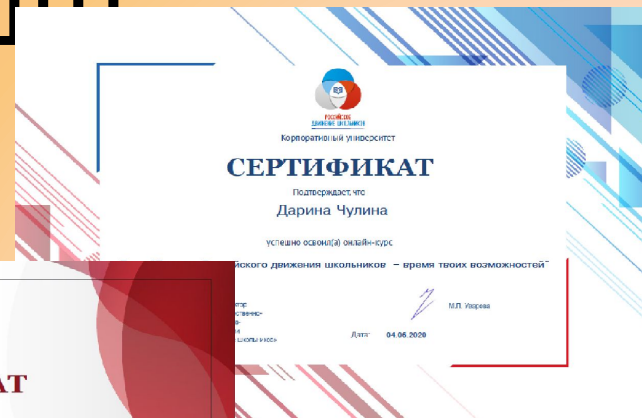 РОССИЙСКОЕ
ДВИЖЕНИЕ ШКОЛЬНИКОВ
Корпоративный университет
СЕРТИФИКАТ
Подтверждает, что
Дарина Чулина
успешно освоил(а) онлайн-курс
йского движения школьников – время твоих возможностей"
М.П. Уварова
Дата: 04.06.2020
АТ